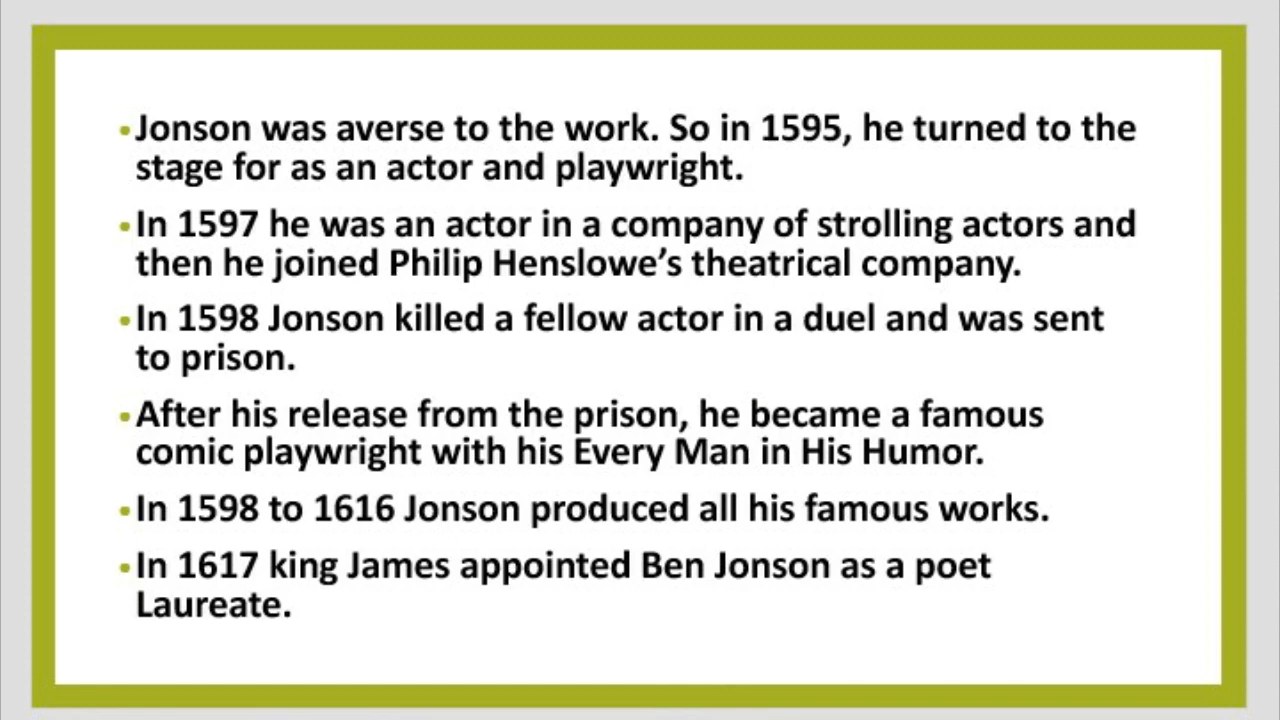 •Jonson was averse to the work. So in 1595, he turned to the
stage for as an actor and playwright.
•In 1597 he was an actor in a company of strolling actors and
then he joined Philip Henslowe’s theatrical company.
•In 1598 Jonson killed a fellow actor in a duel and was sent
to prison.
•After his release from the prison, he became a famous
comic playwright with his Every Man in His Humor.
•In 1598 to 1616 Jonson produced all his famous works.
•In 1617 king James appointed Ben Jonson as a poet
Laureate.